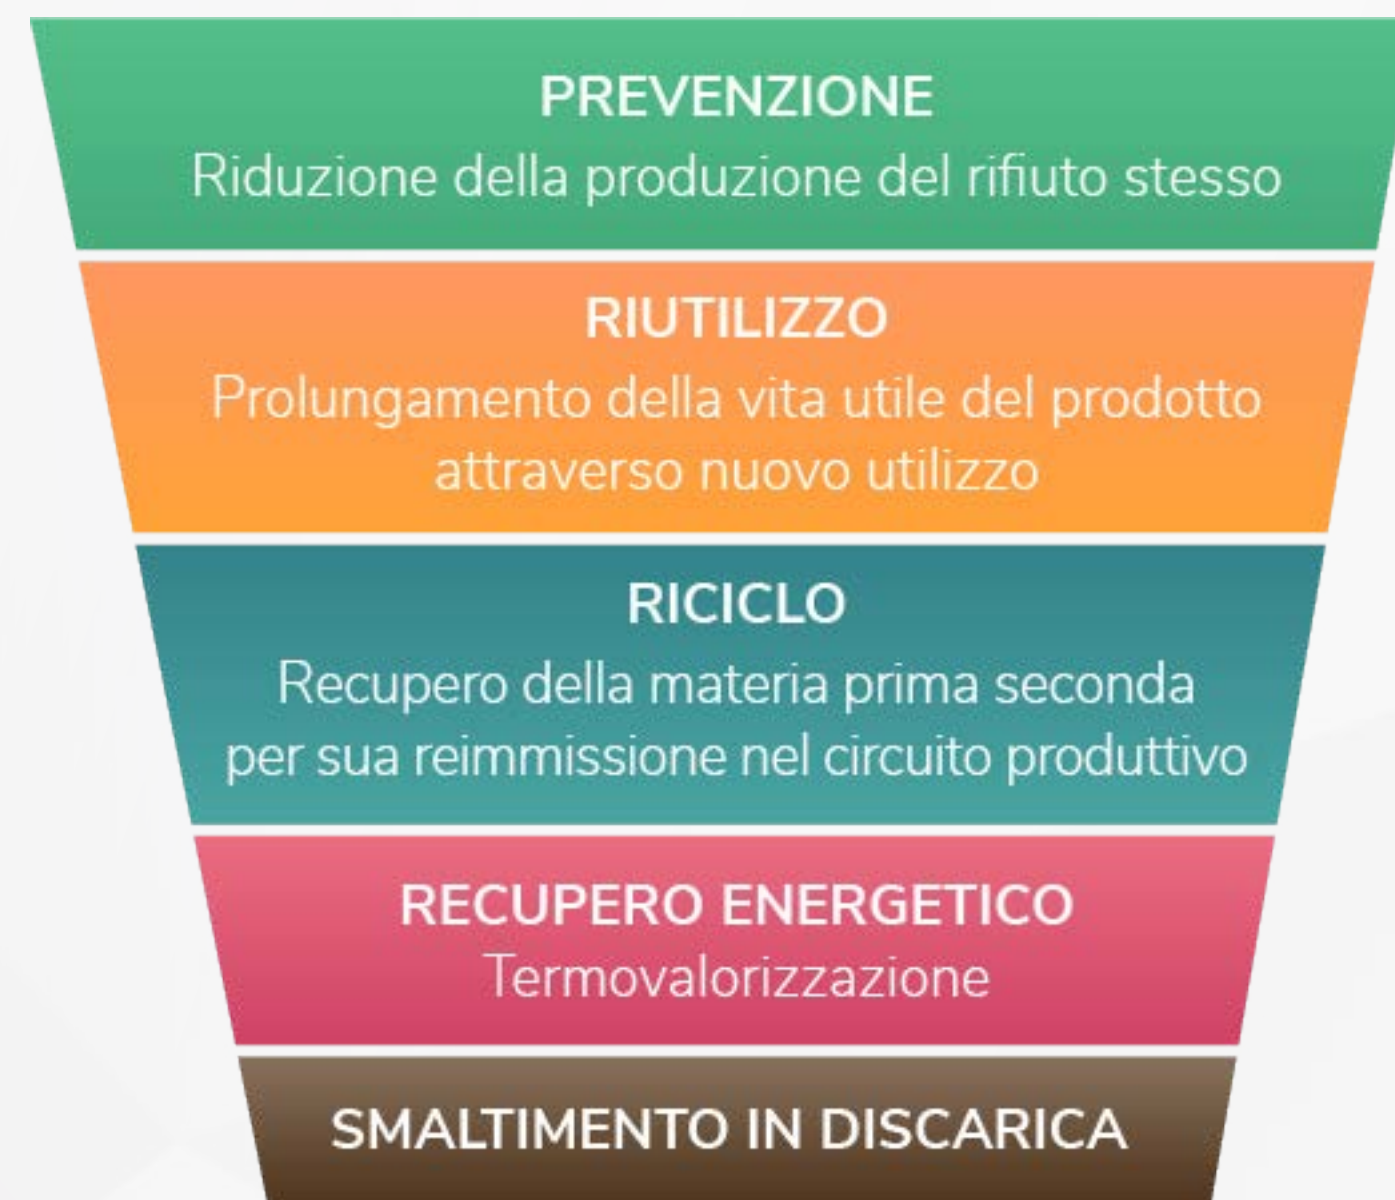 PREVENZIONE
Riduzione della produzione del rifiuto stesso
RIUTILIZZO
Prolungamento della vita utile del prodotto
attraverso nuovo utilizzo
RICICLO
Recupero della materia prima seconda
per sua reimmissione nel circuito produttivo
RECUPERO ENERGETICO
Termovalorizzazione
SMALTIMENTO IN DISCARICA